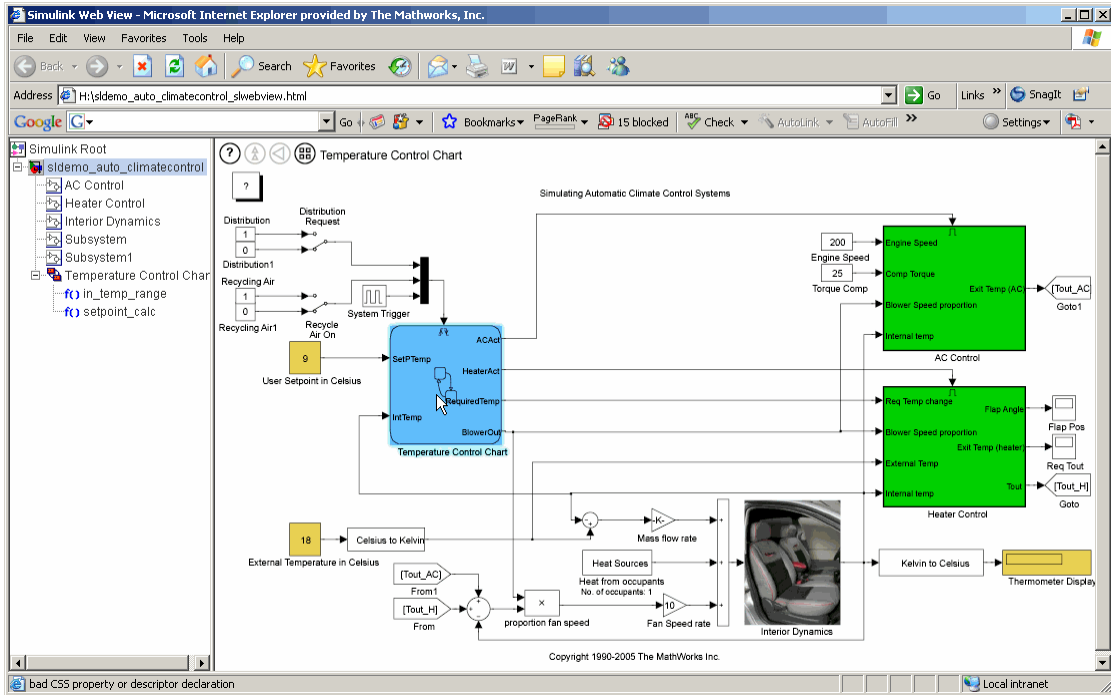 Simulink Web View - Microsoft Internet Explorer provided by The Mathworks, Inc.
File Edit View Favorites Tools Help
Back Search Favorites W
Address H:\sldemo_auto_climatecontrol_slwebview.html Go Links » SnagIt
Google G Go Bookmarks PageRank 15 blocked ABC Check AutoLink AutoFill » Settings
Simulink Root
sldemo_auto_climatecontrol
AC Control
Heater Control
Interior Dynamics
Subsystem
Subsystem1
Temperature Control Char
f() in_temp_range
f() setpoint_calc
? Temperature Control Chart
?
Simulating Automatic Climate Control Systems
Distribution
Distribution
Request
1
0
Distribution1
Recycling Air
1
0
Recycling Air1
Recycle
Air On
System Trigger
200
Engine Speed
25
Torque Comp
Engine Speed
Comp Torque
Exit Temp (AC)
Blower Speed proportion
Internal temp
AC Control
[Tout_AC
Goto1
9
User Setpoint in Celsius
SetPTemp
IntTemp
ACAct
HeaterAct
RequiredTemp
BlowerOut
Temperature Control Chart
Req Temp change
Flap Angle
Blower Speed proportion
Exit Temp (heater)
External Temp
Tout
Internal temp
Heater Control
Flap Pos
Req Tout
[Tout_H]
Goto
18
External Temperature in Celsius
Celsius to Kelvin
-K-
Mass flow rate
Heat Sources
Heat from occupants
No. of occupants: 1
[Tout_AC]
From1
[Tout_H]
From
×
proportion fan speed
10
Fan Speed rate
Interior Dynamics
Kelvin to Celsius
Thermometer Display
Copyright 1990-2005 The MathWorks Inc.
bad CSS property or descriptor declaration Local intranet